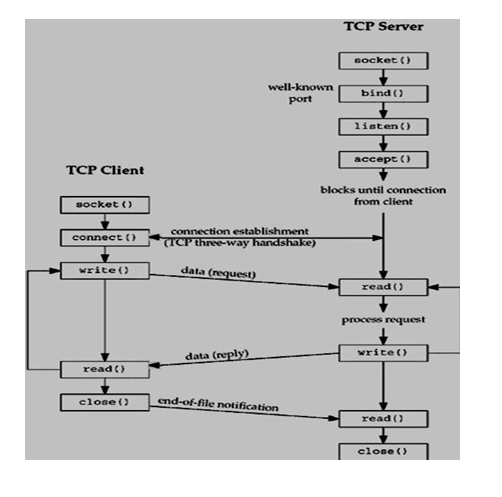 TCP Server
socket()
well-known
port
bind()
listen()
accept()
blocks until connection
from client
TCP Client
socket()
connect()
connection establishment
(TCP three-way handshake)
write()
data (request)
read()
process request
write()
data (reply)
read()
close()
end-of-file notification
read()
close()